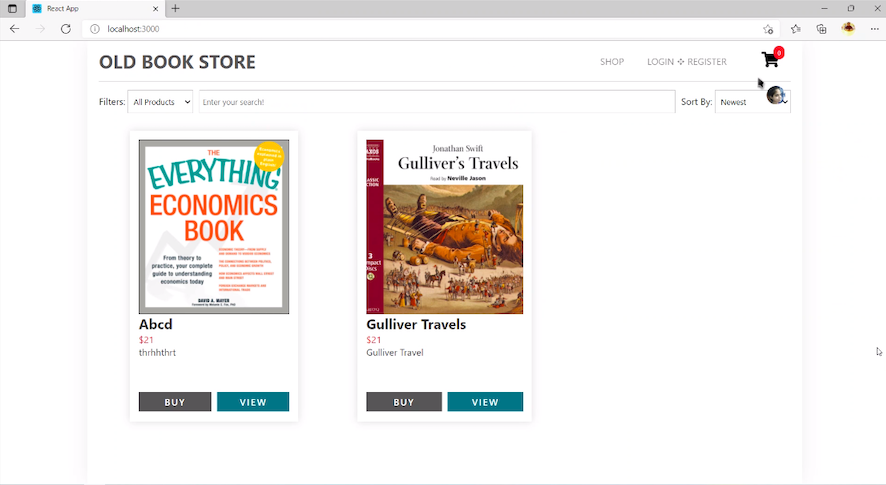 React App
localhost:3000
OLD BOOK STORE
SHOP
LOGIN ⁘ REGISTER
0
Filters:
All Products
Enter your search!
Sort By:
Newest
THE
EVERYTHING
ECONOMICS
BOOK
From theory to
practice, your complete
guide to understanding
economics today
DAVID A. MAYER
Abcd
$21
thrhhthrt
BUY
VIEW
Jonathan Swift
Gulliver's Travels
Read by Neville Jason
3
Gulliver Travels
$21
Gulliver Travel
BUY
VIEW